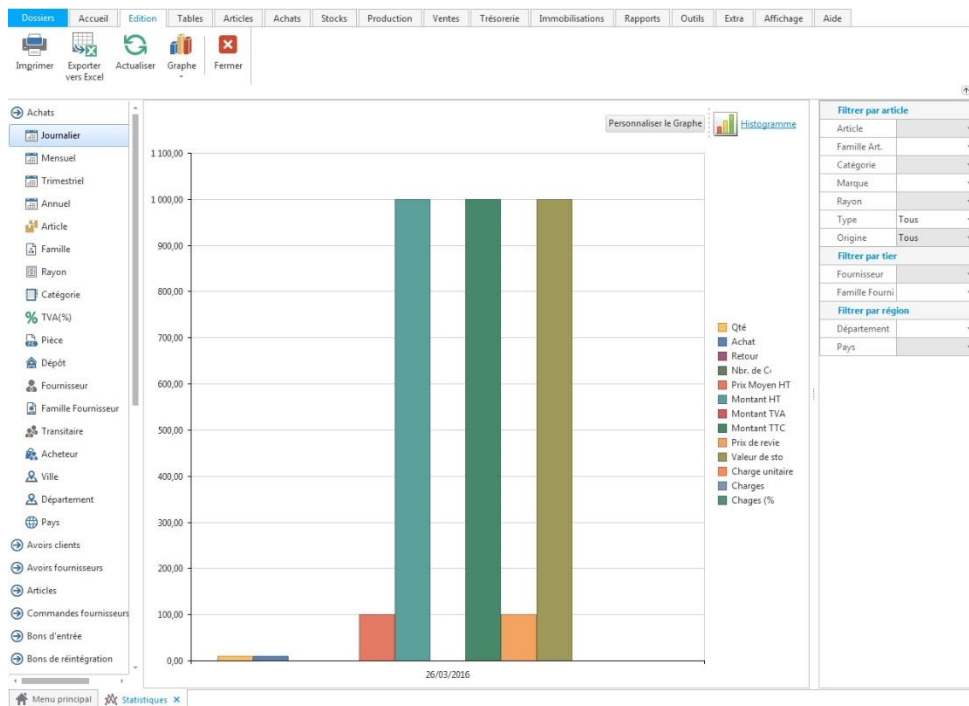 Dossiers Accueil Edition Tables Articles Achats Stocks Production Ventes Trésorerie Immobilisations Rapports Outils Extra Affichage Aide
Imprimer Exporter vers Excel Actualiser Graphe Fermer
Achats
Journalier
Mensuel
Trimestriel
Annuel
Article
Famille
Rayon
Catégorie
TVA(%)
Pièce
Dépôt
Fournisseur
Famille Fournisseur
Transitaire
Acheteur
Ville
Département
Pays
Avoirs clients
Avoirs fournisseurs
Articles
Commandes fournisseurs
Bons d'entrée
Bons de réintégration
Personnaliser le Graphe Histogramme
1 100,00
1 000,00
900,00
800,00
700,00
600,00
500,00
400,00
300,00
200,00
100,00
0,00
26/03/2016
Qté
Achat
Retour
Nbr. de C
Prix Moyen HT
Montant HT
Montant TVA
Montant TTC
Prix de revie
Valeur de sto
Charge unitaire
Charges
Chages (%
Filtrer par article
Article
Famille Art.
Catégorie
Marque
Rayon
Type Tous
Origine Tous
Filtrer par tier
Fournisseur
Famille Fourni
Filtrer par région
Département
Pays
Menu principal Statistiques